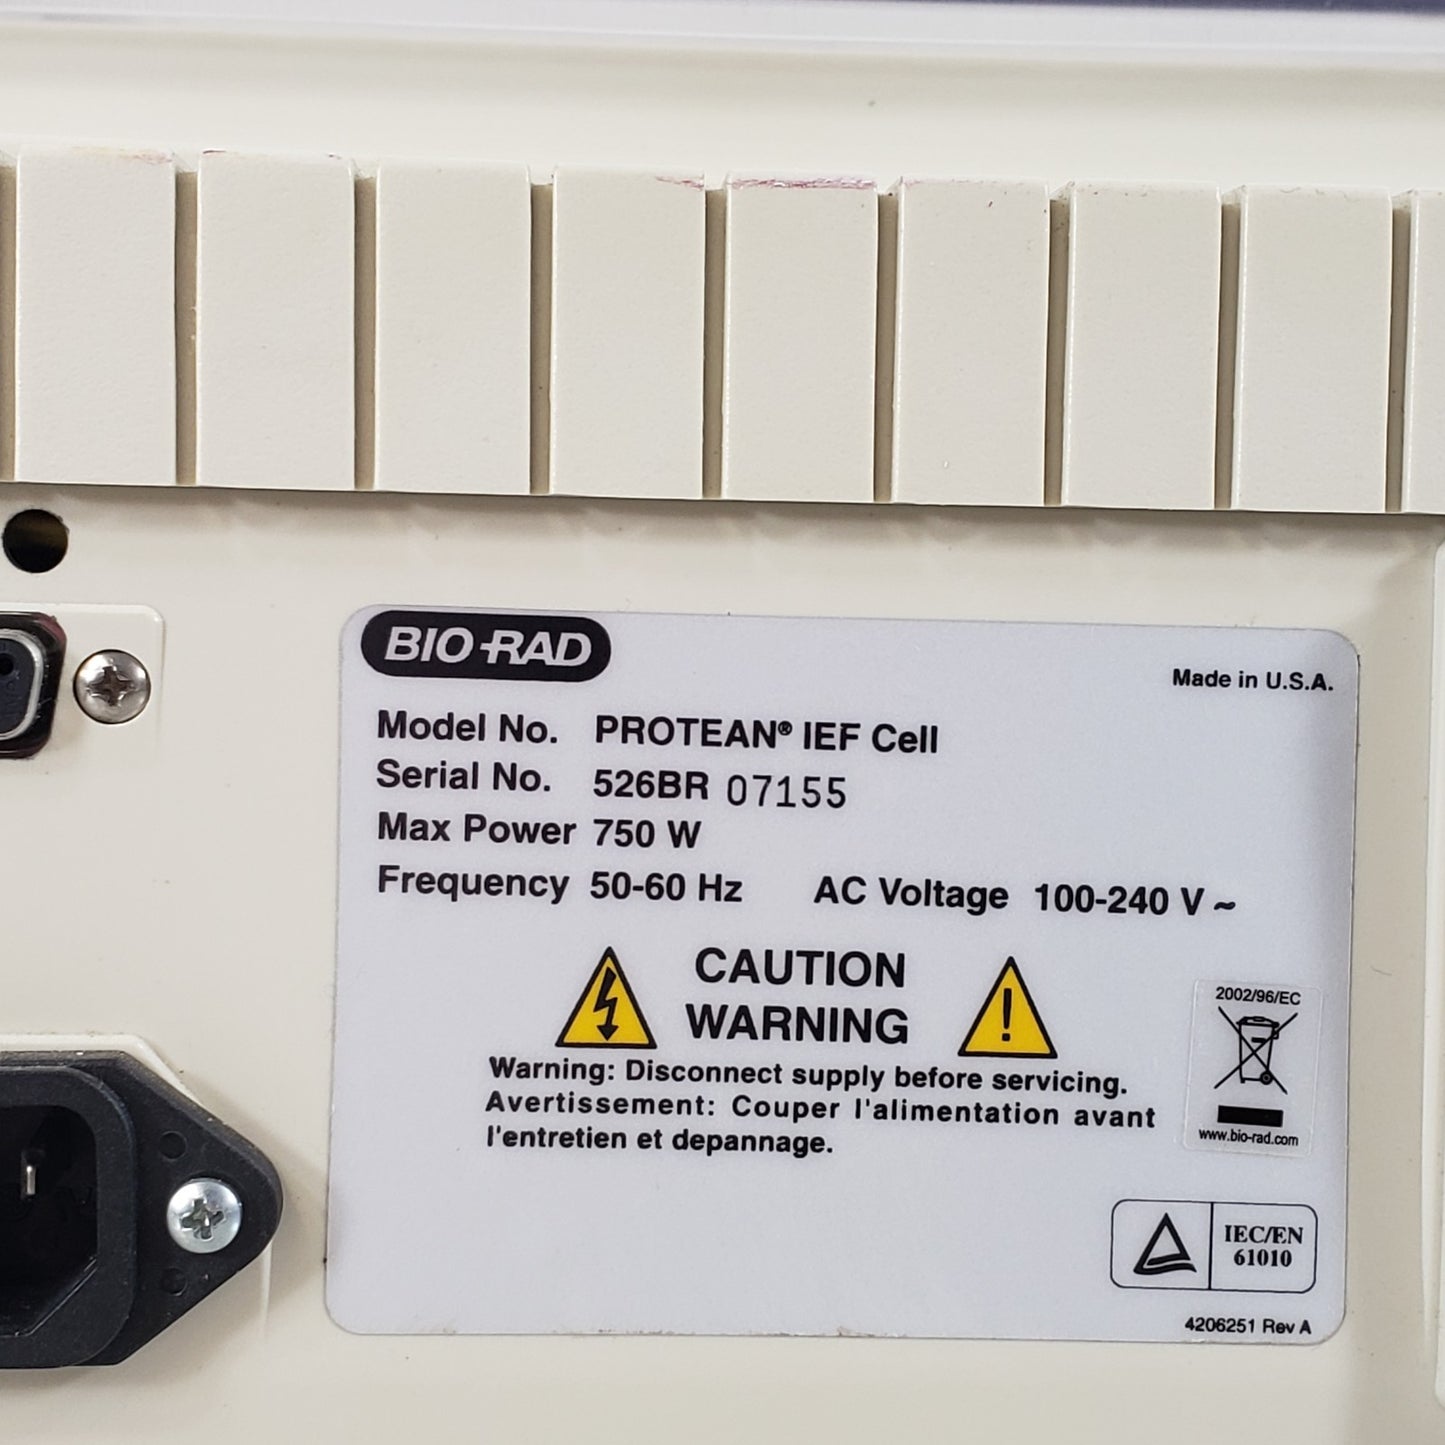 BIO-RAD
Made in U.S.A.
Model No. PROTEAN® IEF Cell
Serial No. 526BR 07155
Max Power 750 W
Frequency 50-60 Hz AC Voltage 100-240 V ~
CAUTION
WARNING
Warning: Disconnect supply before servicing.
Avertissement: Couper l'alimentation avant
l'entretien et depannage.
2002/96/EC
www.bio-rad.com
IEC/EN
61010
4206251 Rev A